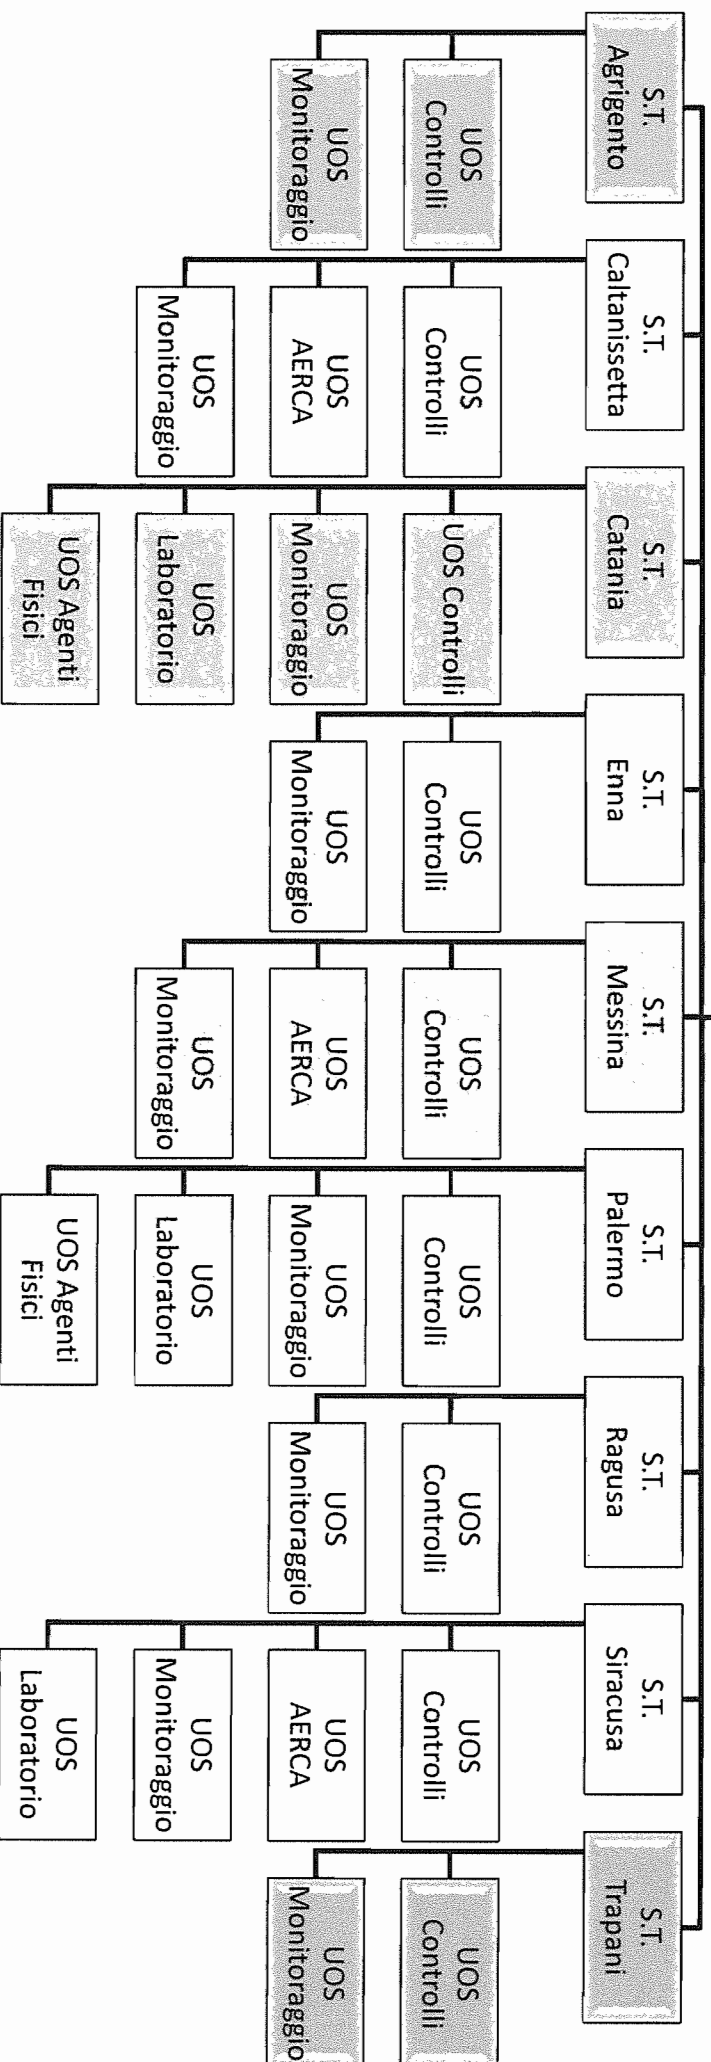 S.T.
Agrigento
UOS
Controlli
UOS
Monitoraggio
S.T.
Caltanissetta
UOS
Controlli
UOS
AERCA
UOS
Monitoraggio
S.T.
Catania
UOS Controlli
UOS
Monitoraggio
UOS
Laboratorio
UOS Agenti
Fisici
S.T.
Enna
UOS
Controlli
UOS
Monitoraggio
S.T.
Messina
UOS
Controlli
UOS
AERCA
UOS
Monitoraggio
S.T.
Palermo
UOS
Controlli
UOS
Monitoraggio
UOS
Laboratorio
UOS Agenti
Fisici
S.T.
Ragusa
UOS
Controlli
UOS
Monitoraggio
S.T.
Siracusa
UOS
Controlli
UOS
AERCA
UOS
Monitoraggio
UOS
Laboratorio
S.T.
Trapani
UOS
Controlli
UOS
Monitoraggio